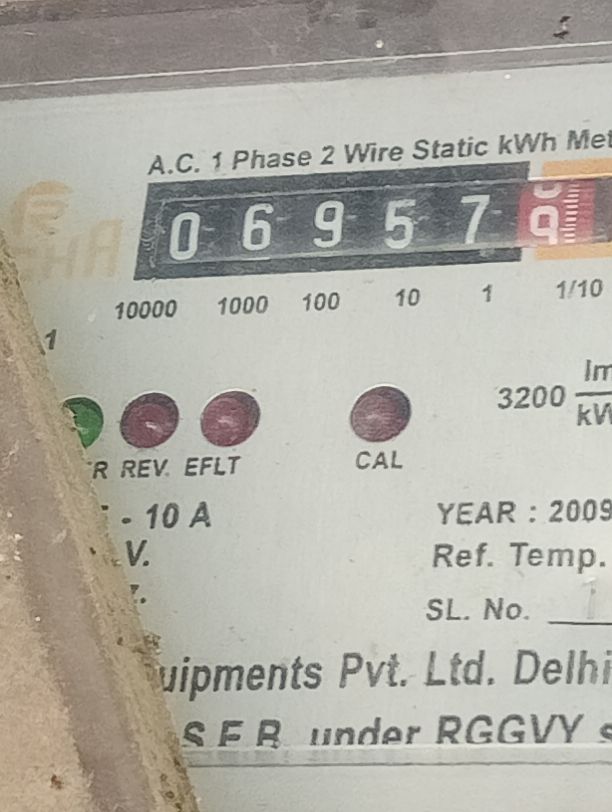 A.C. 1 Phase 2 Wire Static kWh Met
0 6 9 5 7 9
10000 1000 100 10 1 1/10
3200 Im
kW
R REV. EFLT CAL
- 10 A
V.
YEAR : 2009
Ref. Temp.
SL. No.
uipments Pvt. Ltd. Delhi
S E B under RGGVY s